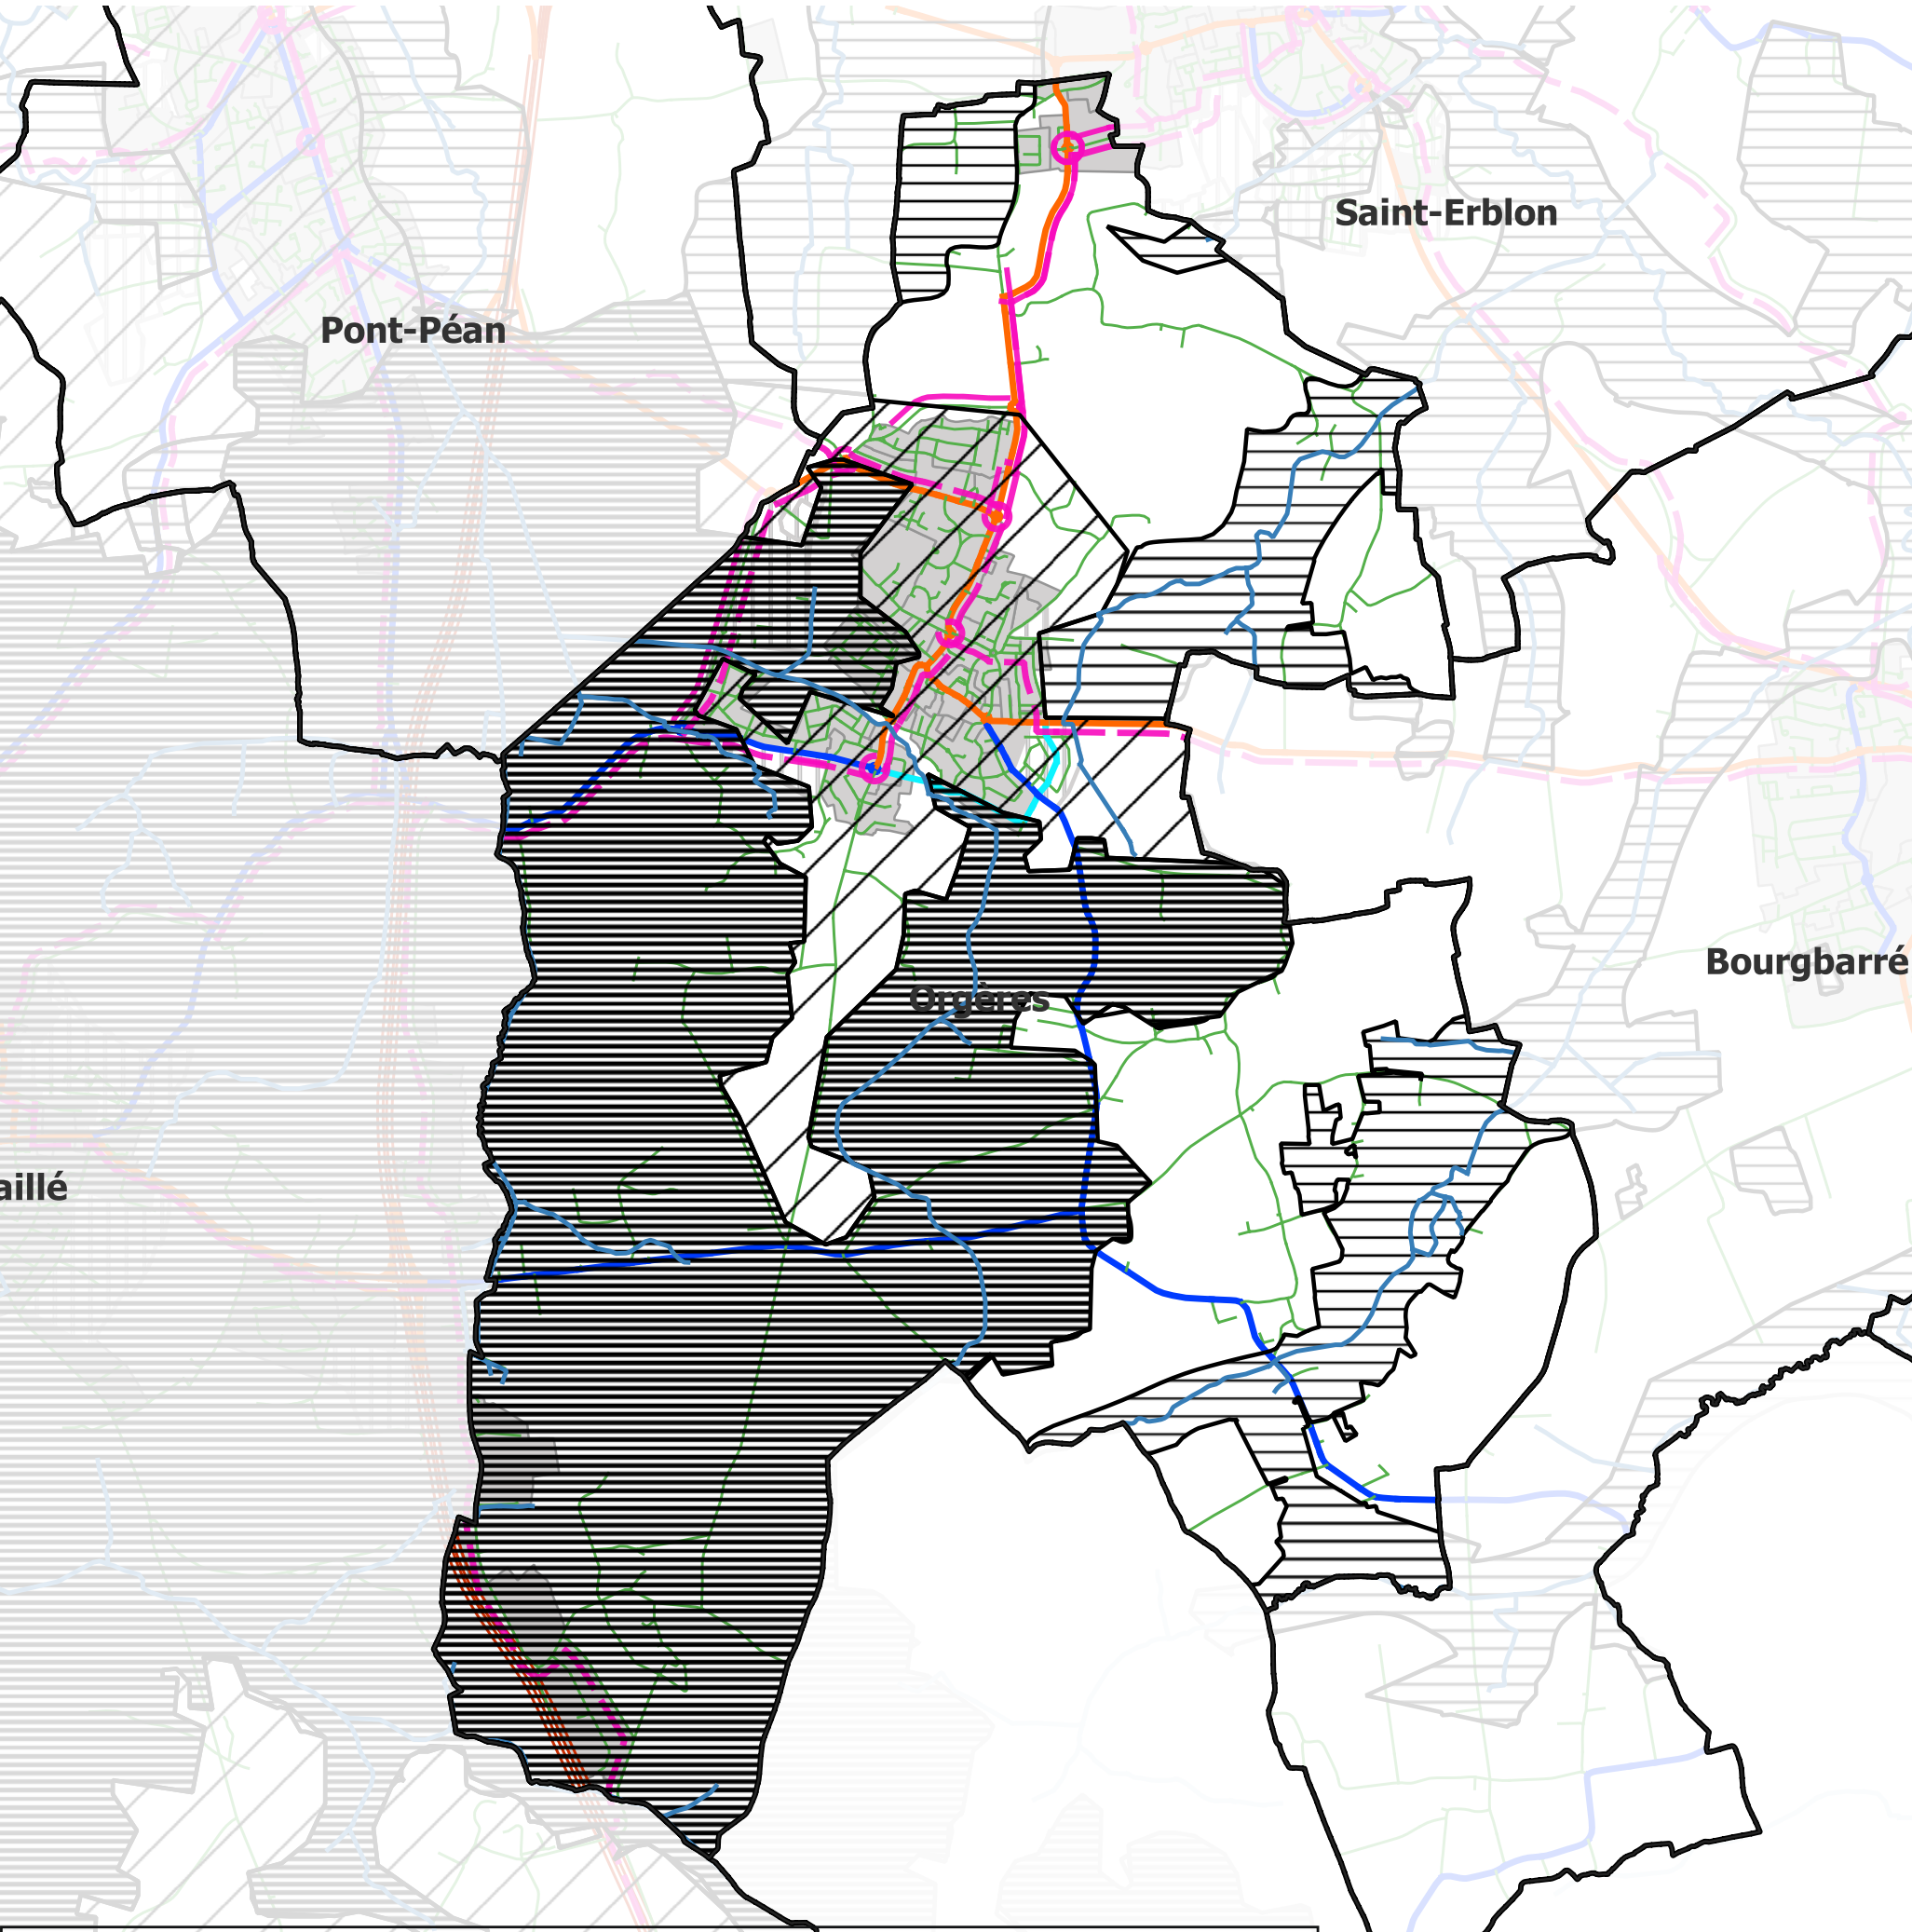 Saint-Erblon
Pont-Péan
Bourgbarré
Orgères
aillé